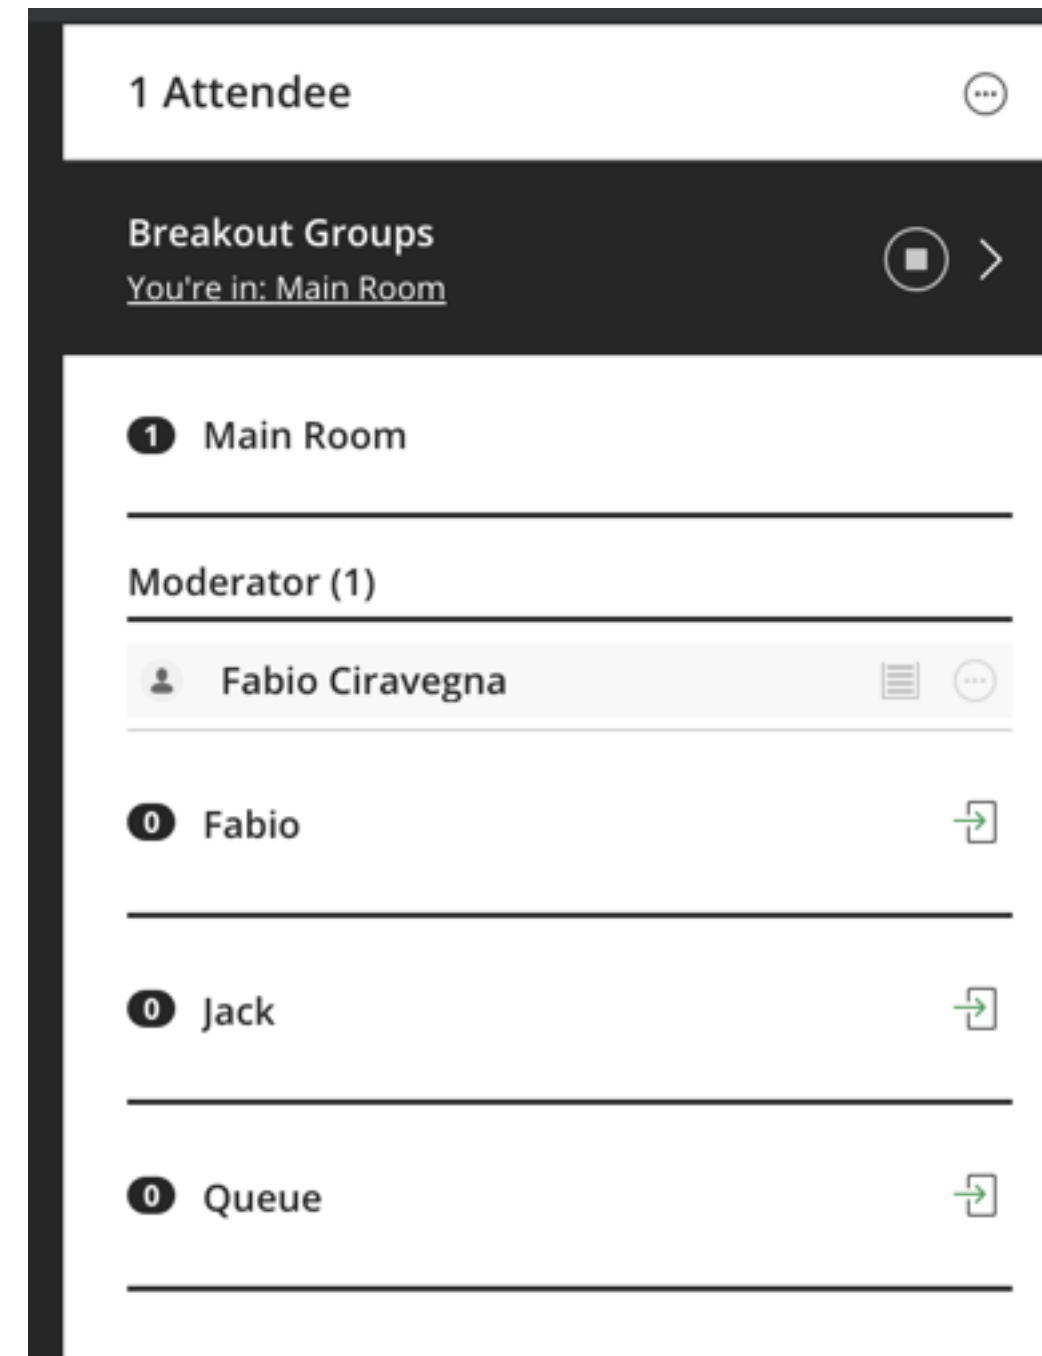 1 Attendee
Breakout Groups
You're in: Main Room
1 Main Room
Moderator (1)
Fabio Ciravegna
0 Fabio
0 Jack
0 Queue